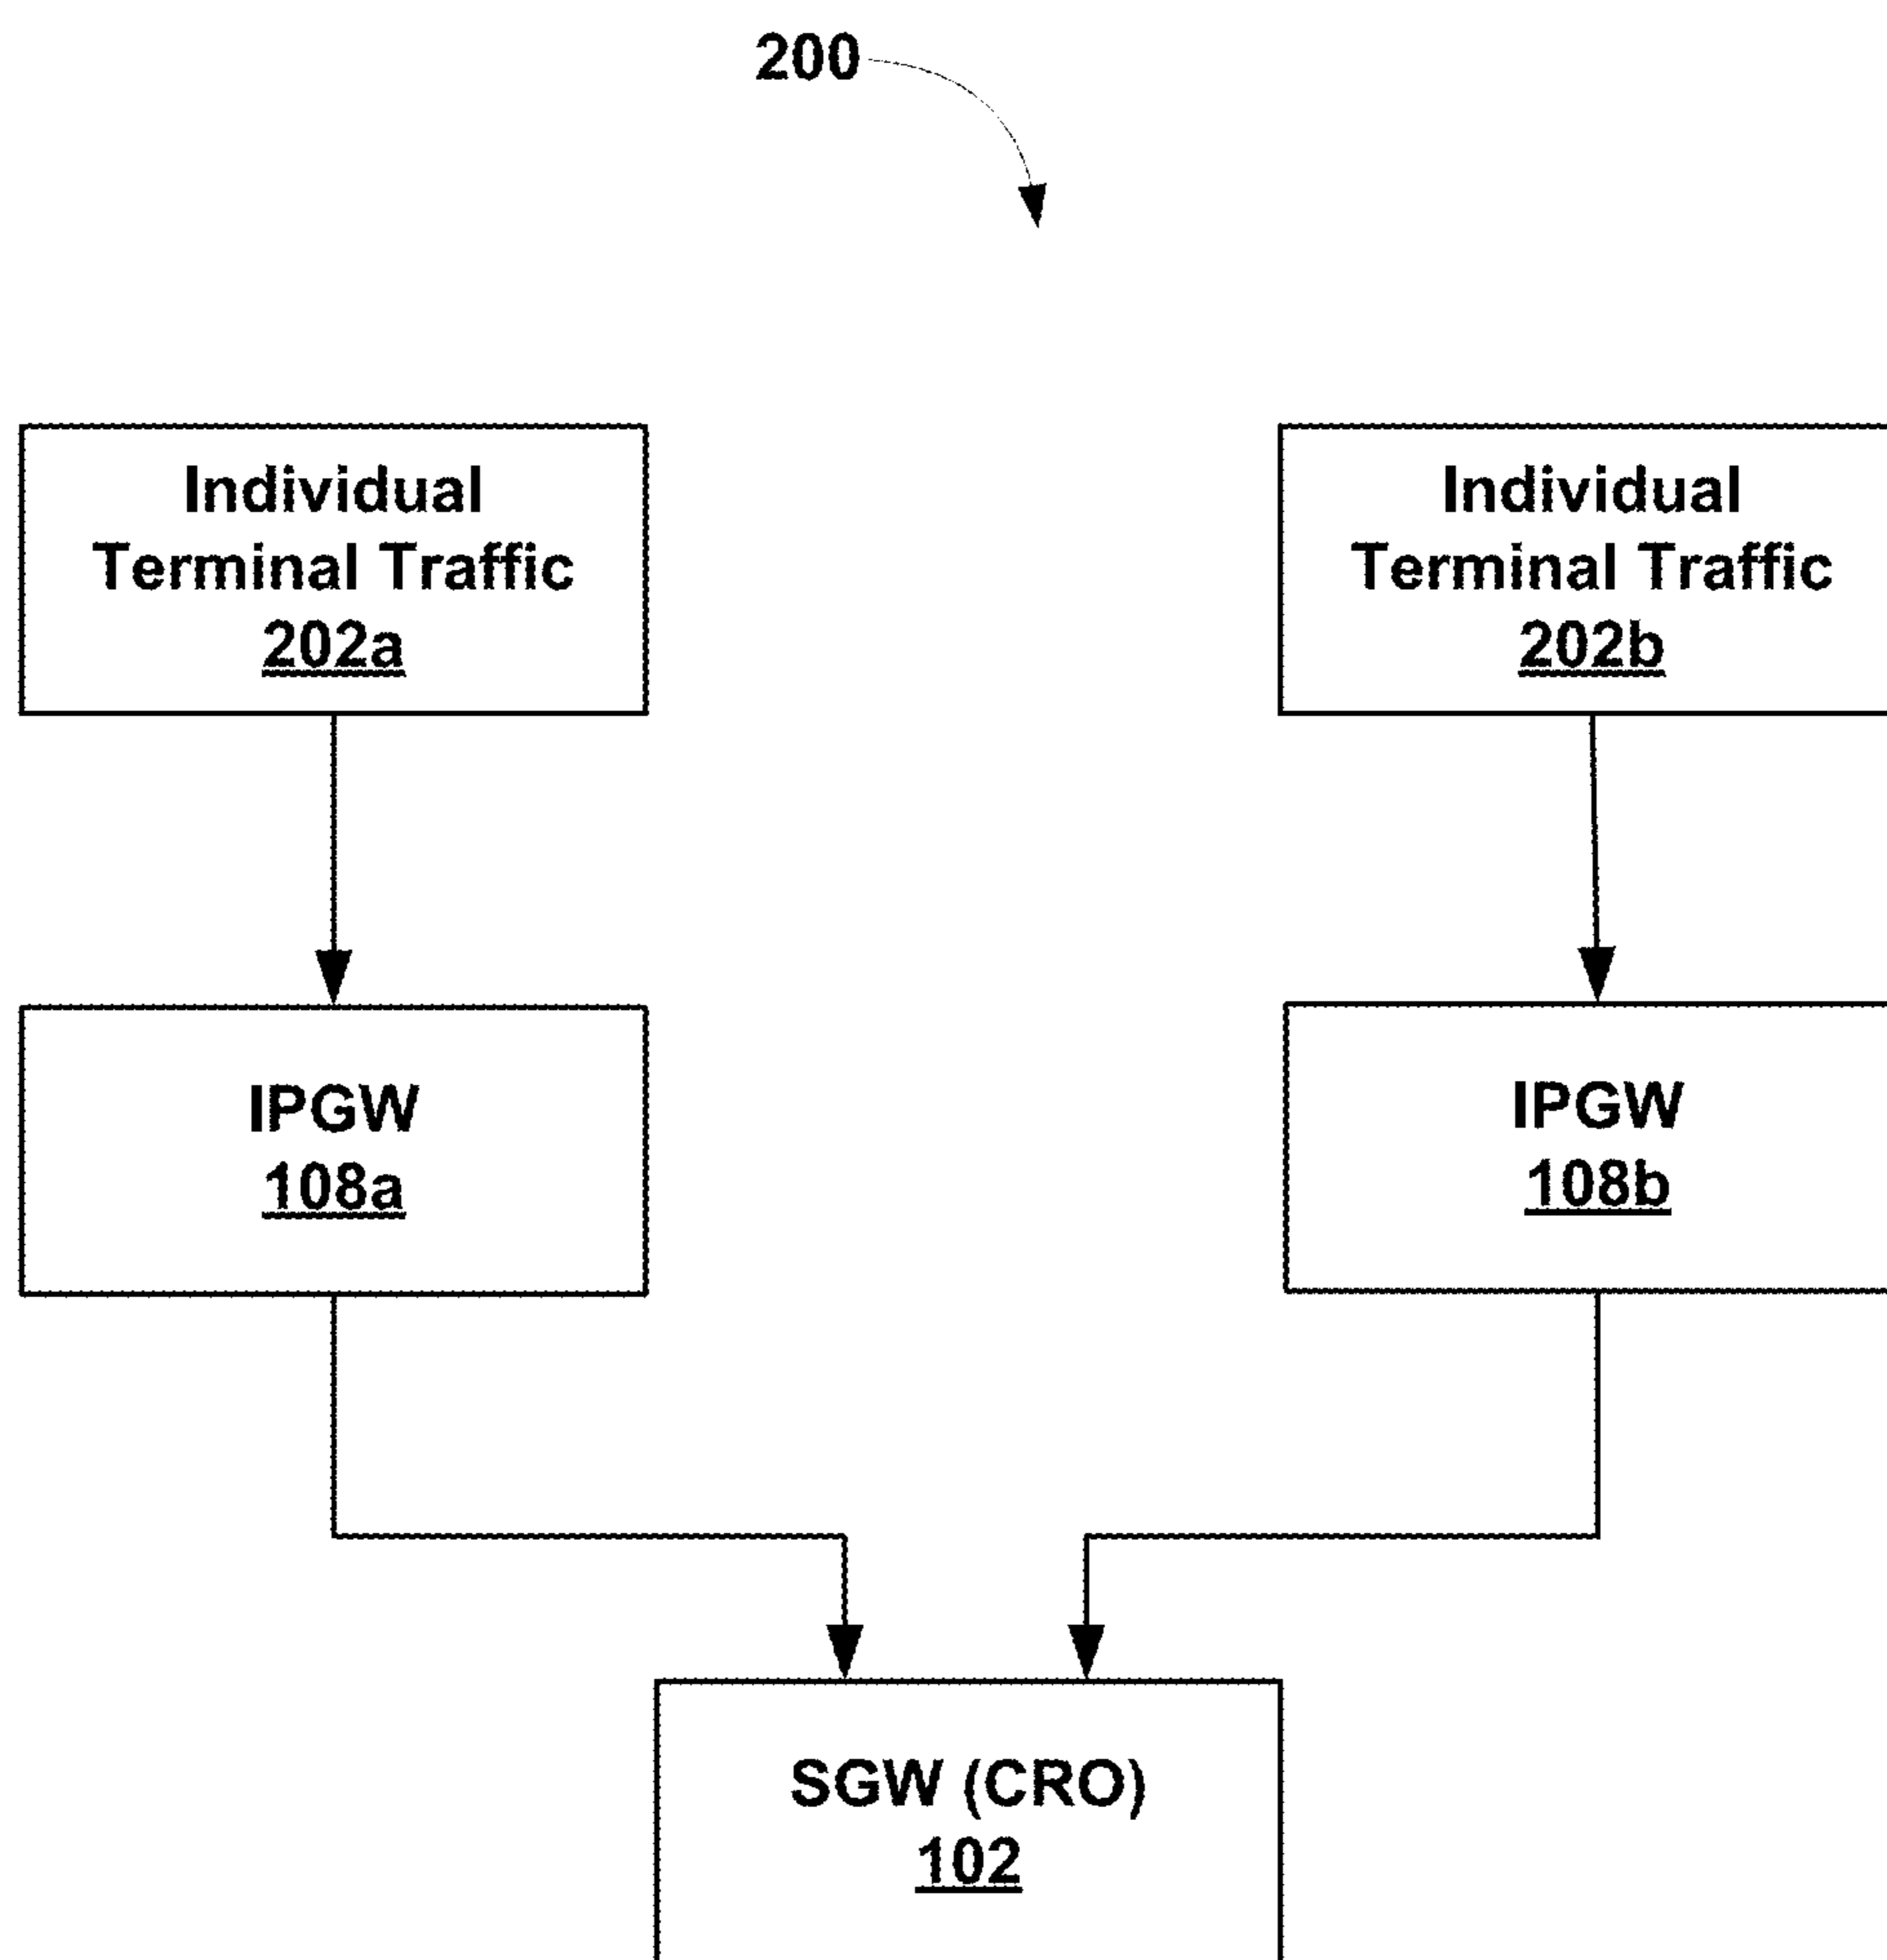 200
Individual
Terminal Traffic
202a
Individual
Terminal Traffic
202b
IPGW
108a
IPGW
108b
SGW (CRO)
102